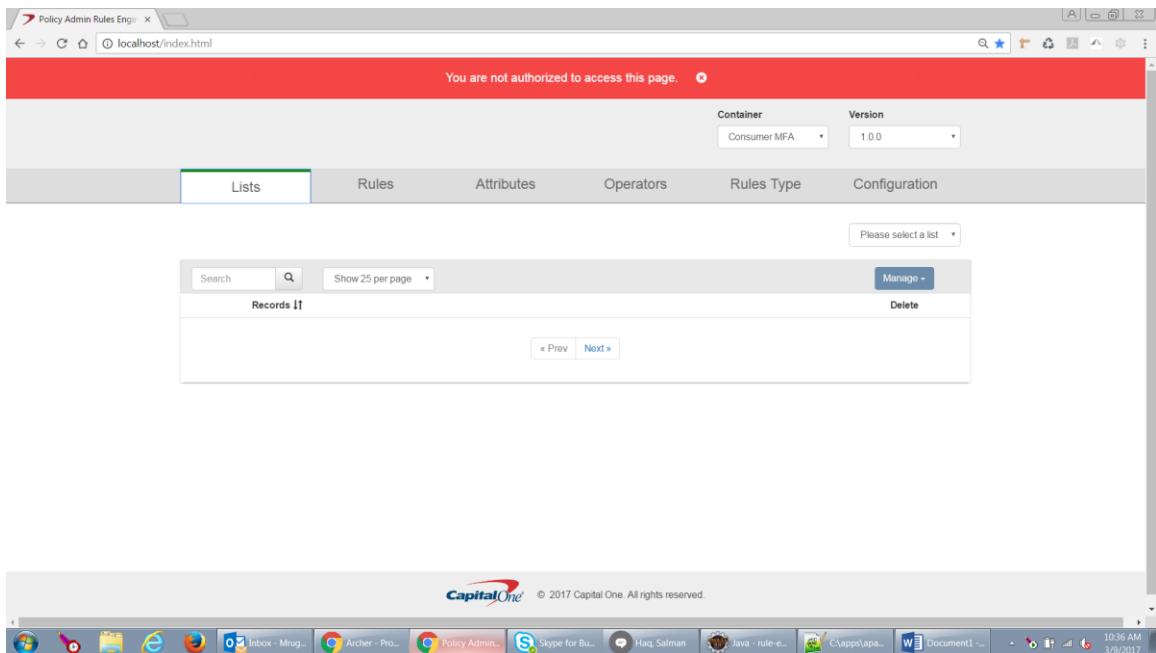 Policy Admin Rules Engin
localhost/index.html
You are not authorized to access this page.
Container Version
Consumer MFA 1.0.0
Lists Rules Attributes Operators Rules Type Configuration
Please select a list
Search Show 25 per page Manage
Records Delete
« Prev Next »
Capital One © 2017 Capital One. All rights reserved.
Inbox - Mrug... Archer - Pro... Policy Admin... Skype for Bu... Haq, Salman Java - rule-e... C:\apps\apa... Document1 -... 10:36 AM
3/9/2017